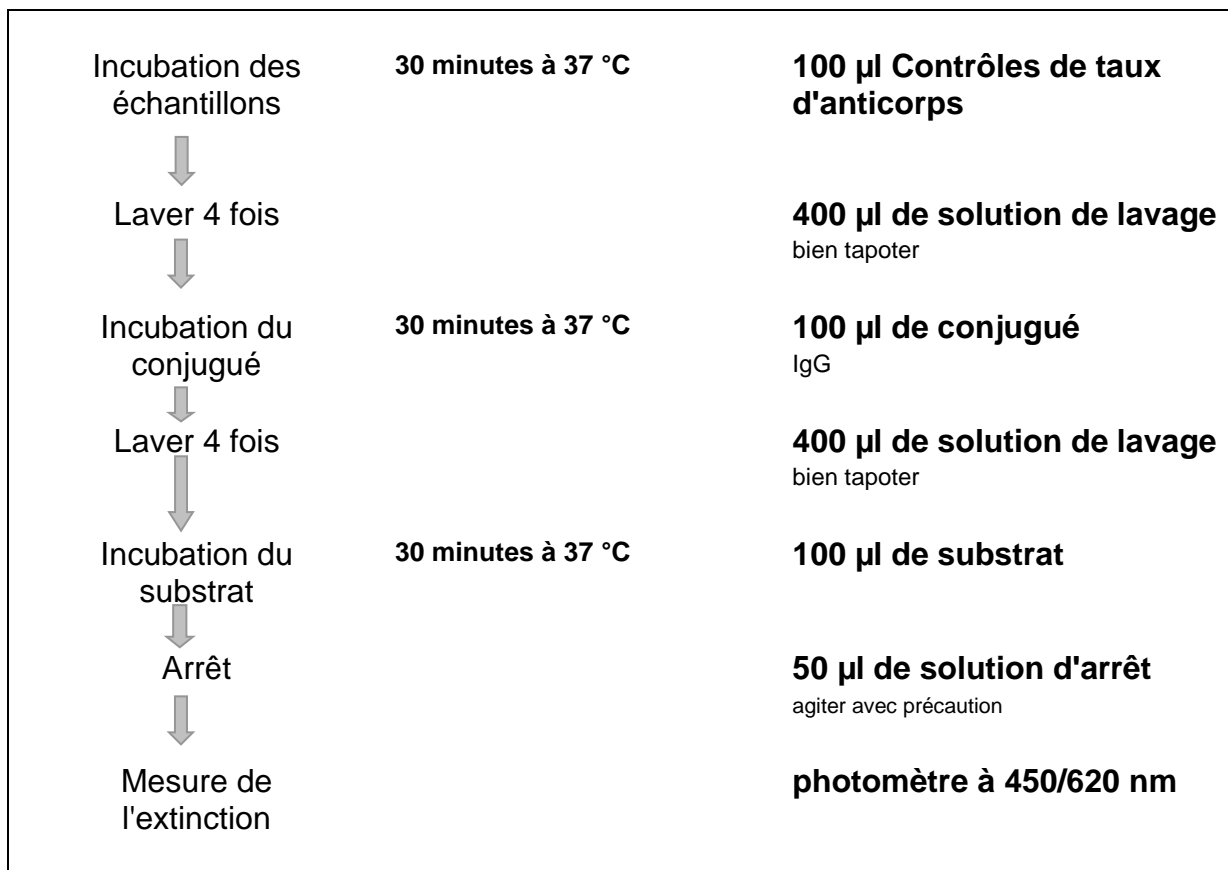 Incubation des
échantillons
30 minutes à 37 °C
100 µl Contrôles de taux
d'anticorps
Laver 4 fois
400 µl de solution de lavage
bien tapoter
Incubation du
conjugué
30 minutes à 37 °C
100 µl de conjugué
IgG
Laver 4 fois
400 µl de solution de lavage
bien tapoter
Incubation du
substrat
30 minutes à 37 °C
100 µl de substrat
Arrêt
50 µl de solution d'arrêt
agiter avec précaution
Mesure de
l'extinction
photomètre à 450/620 nm